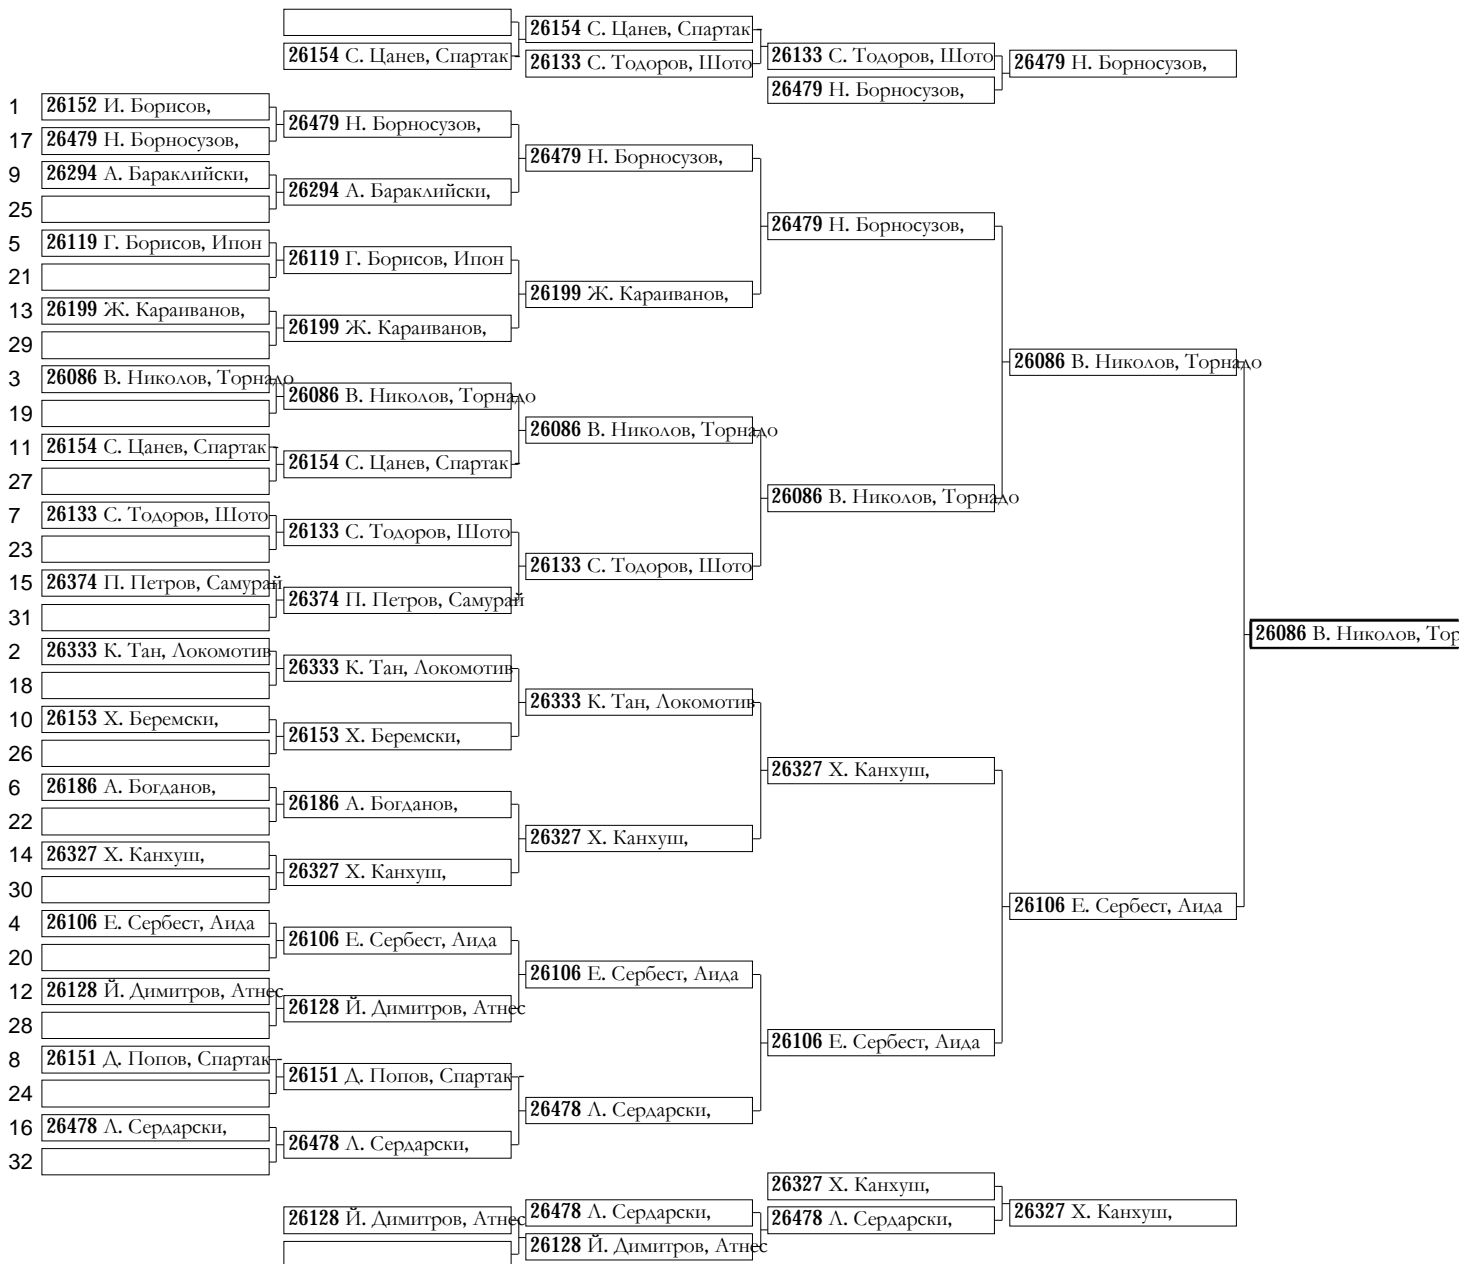 26154 С. Цанев, Спартак
26154 С. Цанев, Спартак
26133 С. Тодоров, Шото
26133 С. Тодоров, Шото
26479 Н. Борносузов,
26479 Н. Борносузов,
1 26152 И. Борисов,
17 26479 Н. Борносузов,
9 26294 А. Бараклийски,
25
5 26119 Г. Борисов, Ипон
21
13 26199 Ж. Караиванов,
29
3 26086 В. Николов, Торнадо
19
11 26154 С. Цанев, Спартак
27
7 26133 С. Тодоров, Шото
23
15 26374 П. Петров, Самурай
31
2 26333 К. Тан, Локомотив
18
10 26153 Х. Беремски,
26
6 26186 А. Богданов,
22
14 26327 Х. Канхуш,
30
4 26106 Е. Сербест, Аида
20
12 26128 Й. Димитров, Атнес
28
8 26151 Д. Попов, Спартак
24
16 26478 Л. Сердарски,
32
26479 Н. Борносузов,
26294 А. Бараклийски,
26119 Г. Борисов, Ипон
26199 Ж. Караиванов,
26086 В. Николов, Торнадо
26154 С. Цанев, Спартак
26133 С. Тодоров, Шото
26374 П. Петров, Самурай
26333 К. Тан, Локомотив
26153 Х. Беремски,
26186 А. Богданов,
26327 Х. Канхуш,
26106 Е. Сербест, Аида
26128 Й. Димитров, Атнес
26151 Д. Попов, Спартак
26478 Л. Сердарски,
26479 Н. Борносузов,
26199 Ж. Караиванов,
26086 В. Николов, Торнадо
26133 С. Тодоров, Шото
26333 К. Тан, Локомотив
26327 Х. Канхуш,
26106 Е. Сербест, Аида
26478 Л. Сердарски,
26479 Н. Борносузов,
26086 В. Николов, Торнадо
26327 Х. Канхуш,
26106 Е. Сербест, Аида
26086 В. Николов, Торнадо
26106 Е. Сербест, Аида
26086 В. Николов, Тор
26128 Й. Димитров, Атнес
26478 Л. Сердарски,
26128 Й. Димитров, Атнес
26327 Х. Канхуш,
26478 Л. Сердарски,
26327 Х. Канхуш,